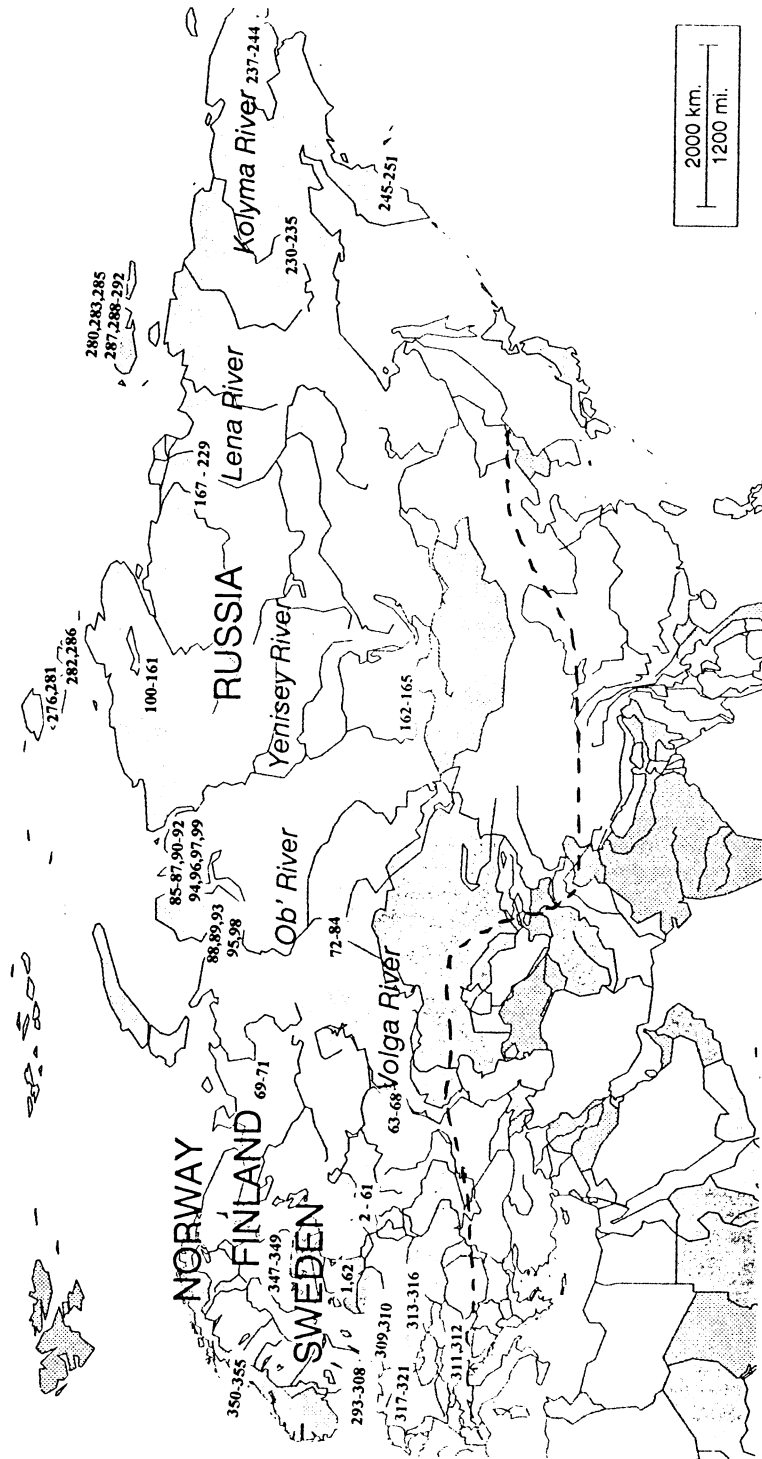 NORWAY
FINLAND
SWEDEN
RUSSIA
Volga River
Ob' River
Yenisey River
Lena River
Kolyma River
350-355
347-349
293-308
1,62
2 - 61
309,310
317-321
313-316
311,312
63-68
69-71
72-84
88,89,93
95,98
85-87,90-92
94,96,97,99
276,281
282,286
100-161
162-165
167 - 229
280,283,285
287,288-292
230-235
237-244
245-251
2000 km.
1200 mi.